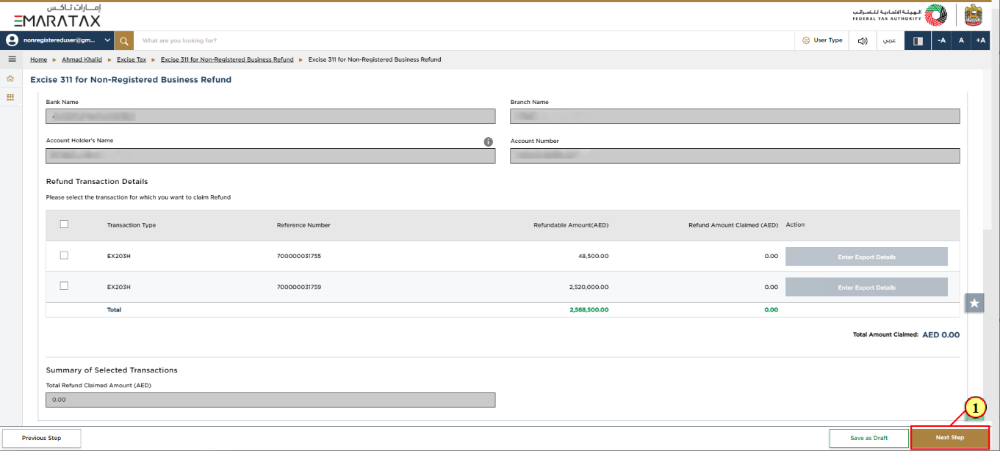 إمـارات تـاكـس
EMARATAX
الهيئة الاتحادية للضرائب
FEDERAL TAX AUTHORITY
nonregistereduser@gm...
What are you looking for?
User Type
عربي
-A
A
+A
Home ▸ Ahmad Khalid ▸ Excise Tax ▸ Excise 311 for Non-Registered Business Refund ▸ Excise 311 for Non-Registered Business Refund
Excise 311 for Non-Registered Business Refund
Bank Name
Branch Name
Account Holder's Name
Account Number
Refund Transaction Details
Please select the transaction for which you want to claim Refund
Transaction Type Reference Number Refundable Amount(AED) Refund Amount Claimed (AED) Action
EX203H 700000031755 48,500.00 0.00 Enter Export Details
EX203H 700000031759 2,520,000.00 0.00 Enter Export Details
Total 2,568,500.00 0.00
Total Amount Claimed: AED 0.00
Summary of Selected Transactions
Total Refund Claimed Amount (AED)
0.00
1
Previous Step
Save as Draft
Next Step